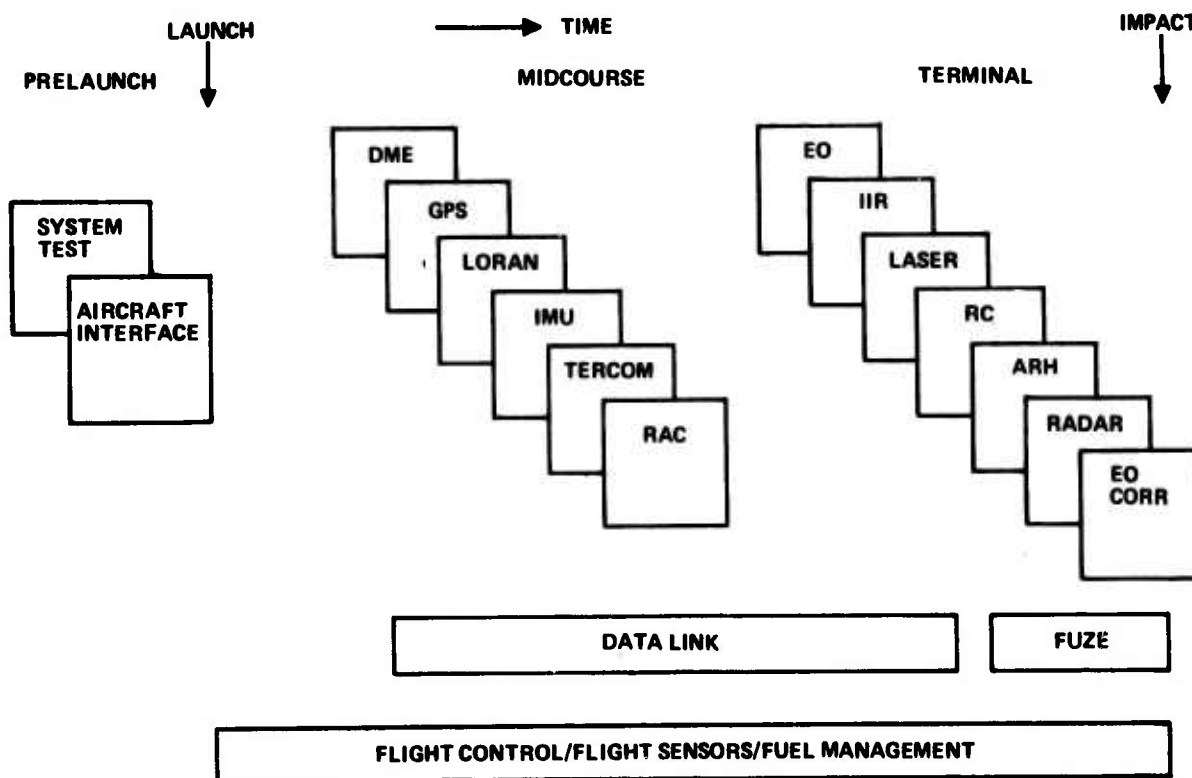 LAUNCH
TIME
IMPACT
PRELAUNCH
MIDCOURSE
TERMINAL
SYSTEM
TEST
AIRCRAFT
INTERFACE
DME
GPS
LORAN
IMU
TERCOM
RAC
EO
IIR
LASER
RC
ARH
RADAR
EO
CORR
DATA LINK
FUZE
FLIGHT CONTROL/FLIGHT SENSORS/FUEL MANAGEMENT